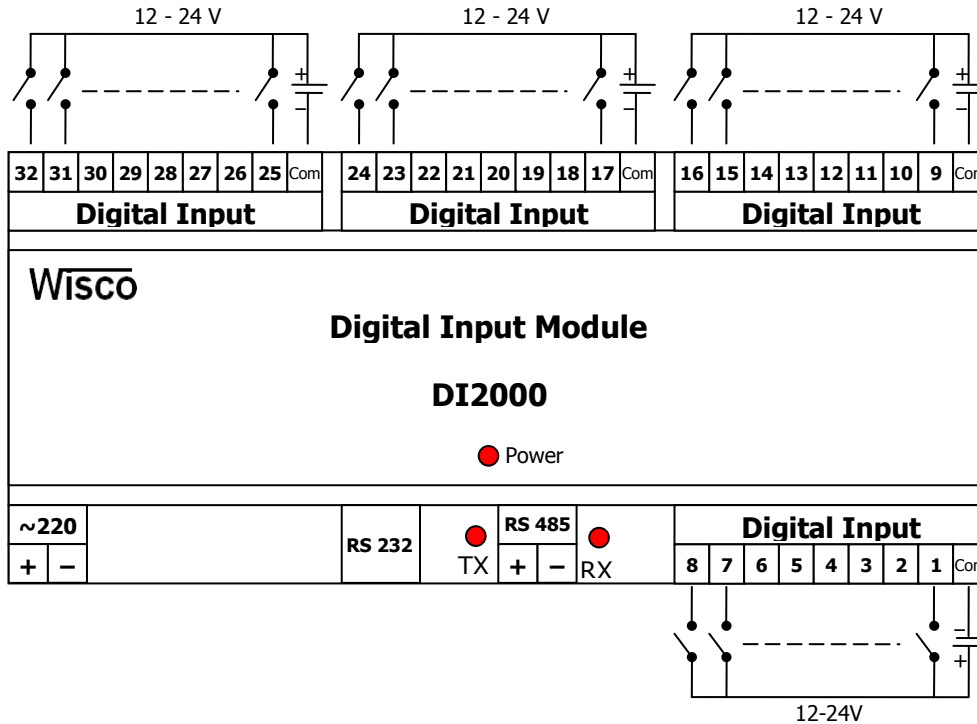 12 - 24 V
12 - 24 V
12 - 24 V
+ + +
− − −
32 31 30 29 28 27 26 25 Com 24 23 22 21 20 19 18 17 Com 16 15 14 13 12 11 10 9 Com
Digital Input Digital Input Digital Input
Wisco
Digital Input Module
DI2000
Power
~220 RS 232 RS 485 Digital Input
+ − TX + − RX 8 7 6 5 4 3 2 1 Com
−
+
12-24V